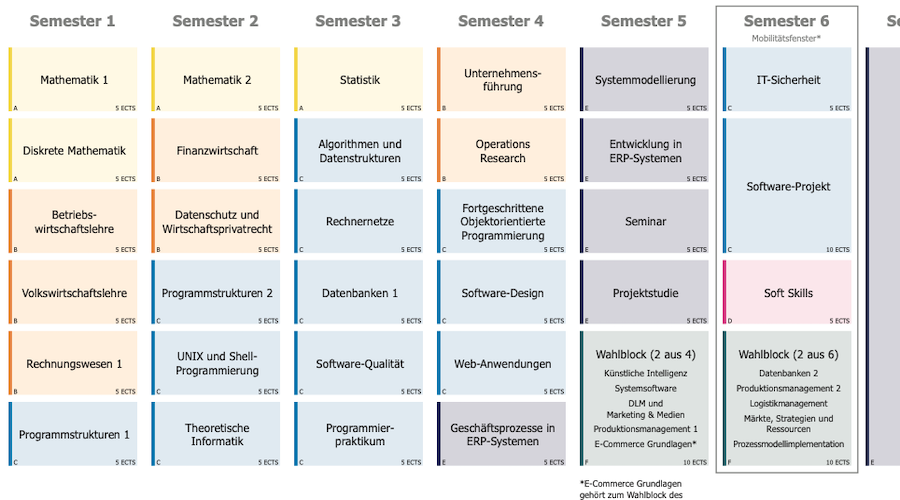 Semester 1
Semester 2
Semester 3
Semester 4
Semester 5
Semester 6
Mobilitätsfenster*
Mathematik 1
A 5 ECTS
Mathematik 2
A 5 ECTS
Statistik
A 5 ECTS
Unternehmens-
führung
B 5 ECTS
Systemmodellierung
E 5 ECTS
IT-Sicherheit
C 5 ECTS
Diskrete Mathematik
A 5 ECTS
Finanzwirtschaft
B 5 ECTS
Algorithmen und
Datenstrukturen
C 5 ECTS
Operations
Research
B 5 ECTS
Entwicklung in
ERP-Systemen
E 5 ECTS
Software-Projekt
C 10 ECTS
Betriebs-
wirtschaftslehre
B 5 ECTS
Datenschutz und
Wirtschaftsprivatrecht
B 5 ECTS
Rechnernetze
C 5 ECTS
Fortgeschrittene
Objektorientierte
Programmierung
C 5 ECTS
Seminar
E 5 ECTS
Volkswirtschaftslehre
B 5 ECTS
Programmstrukturen 2
C 5 ECTS
Datenbanken 1
C 5 ECTS
Software-Design
C 5 ECTS
Projektstudie
E 5 ECTS
Soft Skills
D 5 ECTS
Rechnungswesen 1
B 5 ECTS
UNIX und Shell-
Programmierung
C 5 ECTS
Software-Qualität
C 5 ECTS
Web-Anwendungen
C 5 ECTS
Wahlblock (2 aus 4)
Künstliche Intelligenz
Systemsoftware
DLM und
Marketing & Medien
Produktionsmanagement 1
E-Commerce Grundlagen*
F 10 ECTS
Wahlblock (2 aus 6)
Datenbanken 2
Produktionsmanagement 2
Logistikmanagement
Märkte, Strategien und
Ressourcen
Prozessmodellimplementation
F 10 ECTS
Programmstrukturen 1
C 5 ECTS
Theoretische
Informatik
C 5 ECTS
Programmier-
praktikum
C 5 ECTS
Geschäftsprozesse in
ERP-Systemen
E 5 ECTS
E
*E-Commerce Grundlagen
gehört zum Wahlblock des